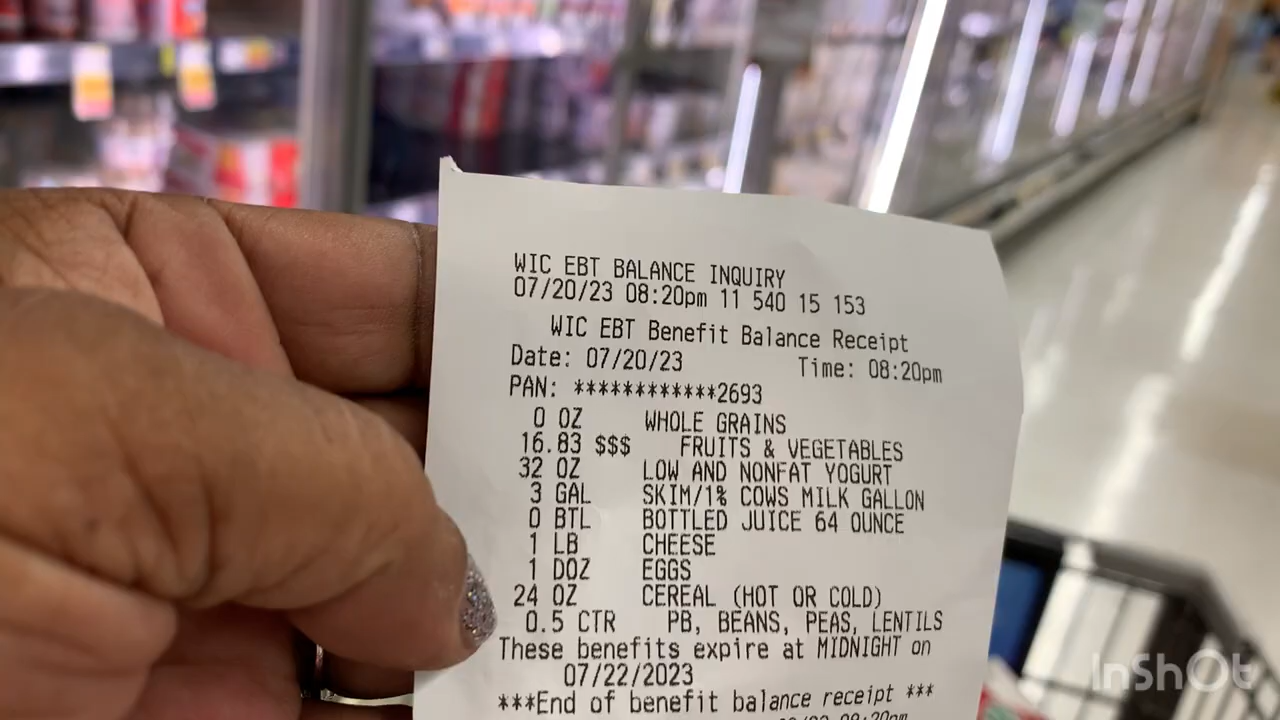 WIC EBT BALANCE INQUIRY
07/20/23 08:20pm 11 540 15 153
WIC EBT Benefit Balance Receipt
Date: 07/20/23 Time: 08:20pm
PAN: ************2693
0 OZ WHOLE GRAINS
16.83 $$$ FRUITS & VEGETABLES
32 OZ LOW AND NONFAT YOGURT
3 GAL SKIM/1% COWS MILK GALLON
0 BTL BOTTLED JUICE 64 OUNCE
1 LB CHEESE
1 DOZ EGGS
24 OZ CEREAL (HOT OR COLD)
0.5 CTR PB, BEANS, PEAS, LENTILS
These benefits expire at MIDNIGHT on
07/22/2023
***End of benefit balance receipt ***
InShOt